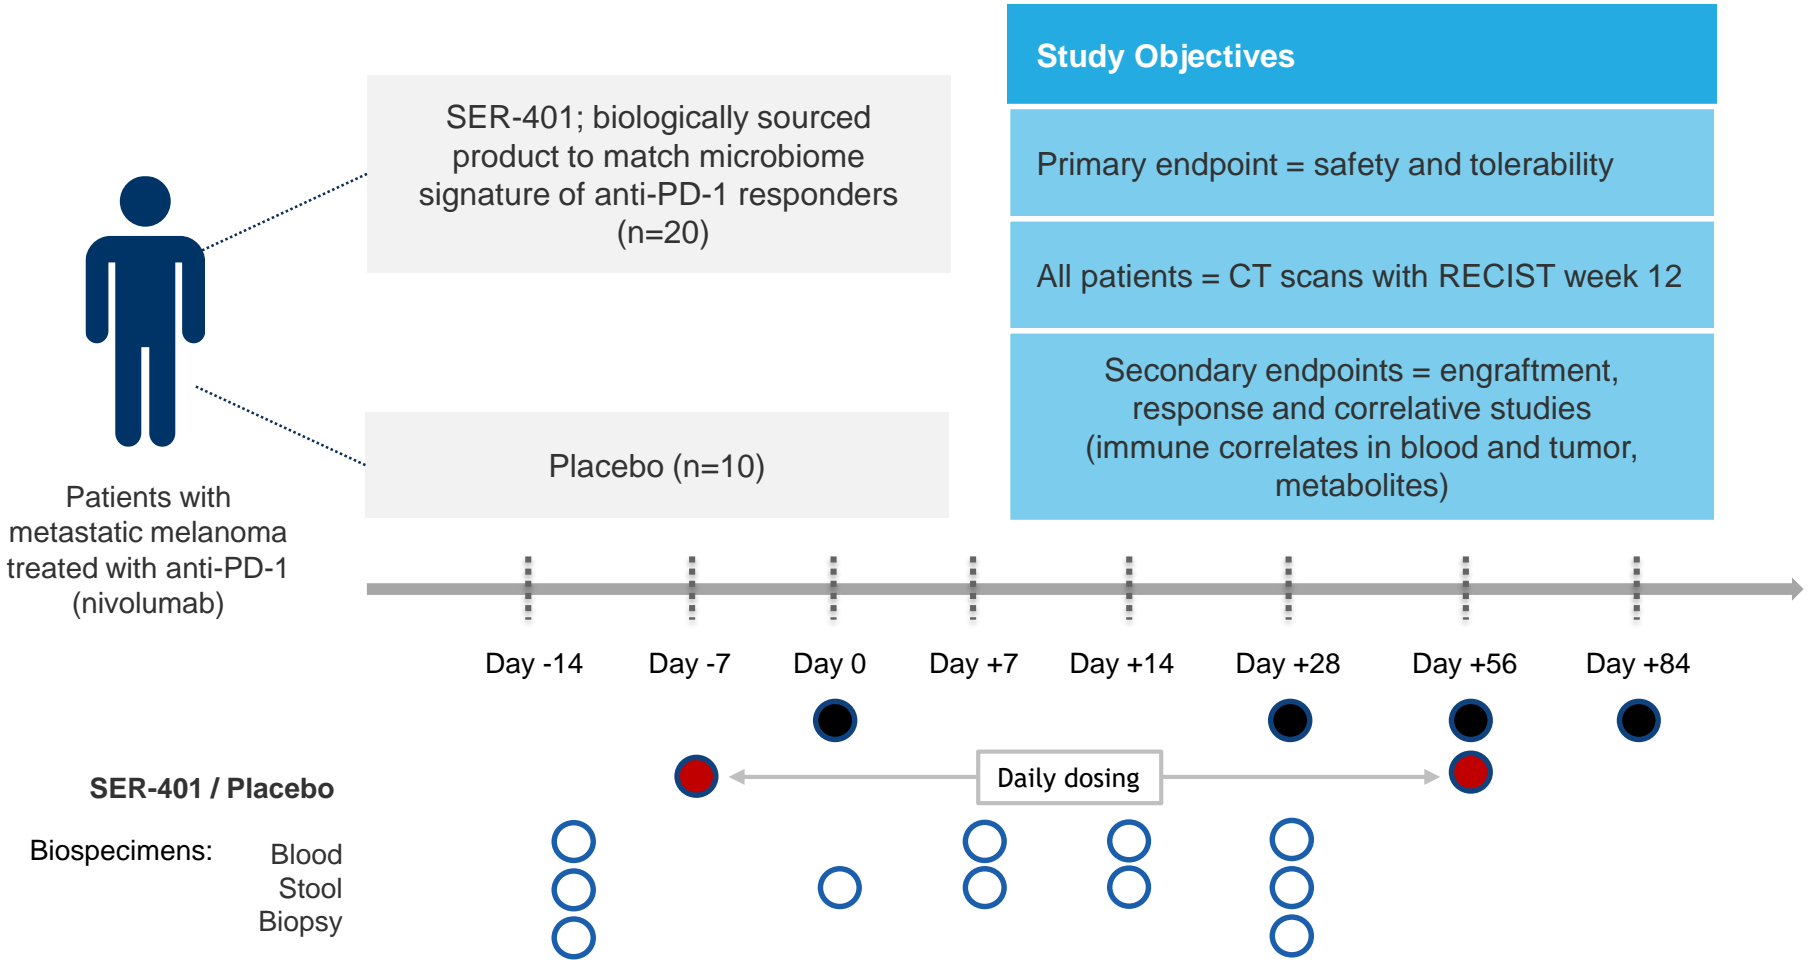 Study Objectives
SER-401; biologically sourced
product to match microbiome
signature of anti-PD-1 responders
(n=20)
Primary endpoint = safety and tolerability
All patients = CT scans with RECIST week 12
Secondary endpoints = engraftment,
response and correlative studies
(immune correlates in blood and tumor,
metabolites)
Placebo (n=10)
Patients with
metastatic melanoma
treated with anti-PD-1
(nivolumab)
Day -14 Day -7 Day 0 Day +7 Day +14 Day +28 Day +56 Day +84
SER-401 / Placebo
Daily dosing
Biospecimens:
Blood
Stool
Biopsy